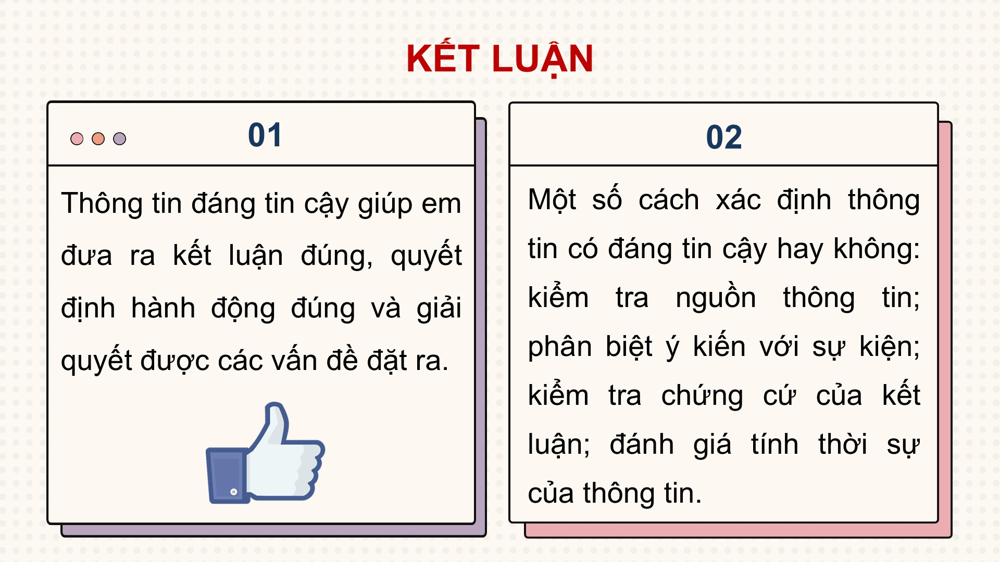 KẾT LUẬN
01
Thông tin đáng tin cậy giúp em
đưa ra kết luận đúng, quyết
định hành động đúng và giải
quyết được các vấn đề đặt ra.
02
Một số cách xác định thông
tin có đáng tin cậy hay không:
kiểm tra nguồn thông tin;
phân biệt ý kiến với sự kiện;
kiểm tra chứng cứ của kết
luận; đánh giá tính thời sự
của thông tin.